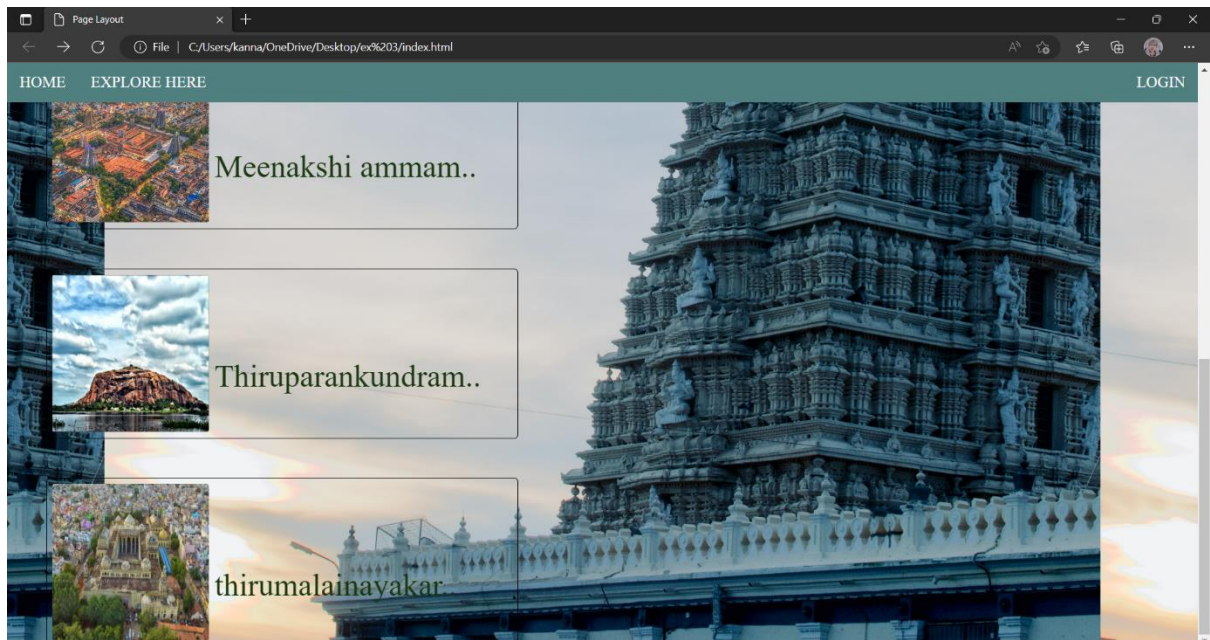 Page Layout
File | C:/Users/kanna/OneDrive/Desktop/ex%203/index.html
HOME EXPLORE HERE LOGIN
Meenakshi ammam..
Thiruparankundram..
thirumalainayakar..